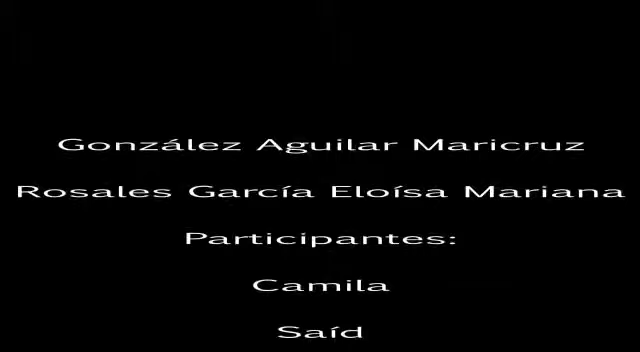 González Aguilar Maricruz
Rosales García Eloísa Mariana
Participantes:
Camila
Saíd